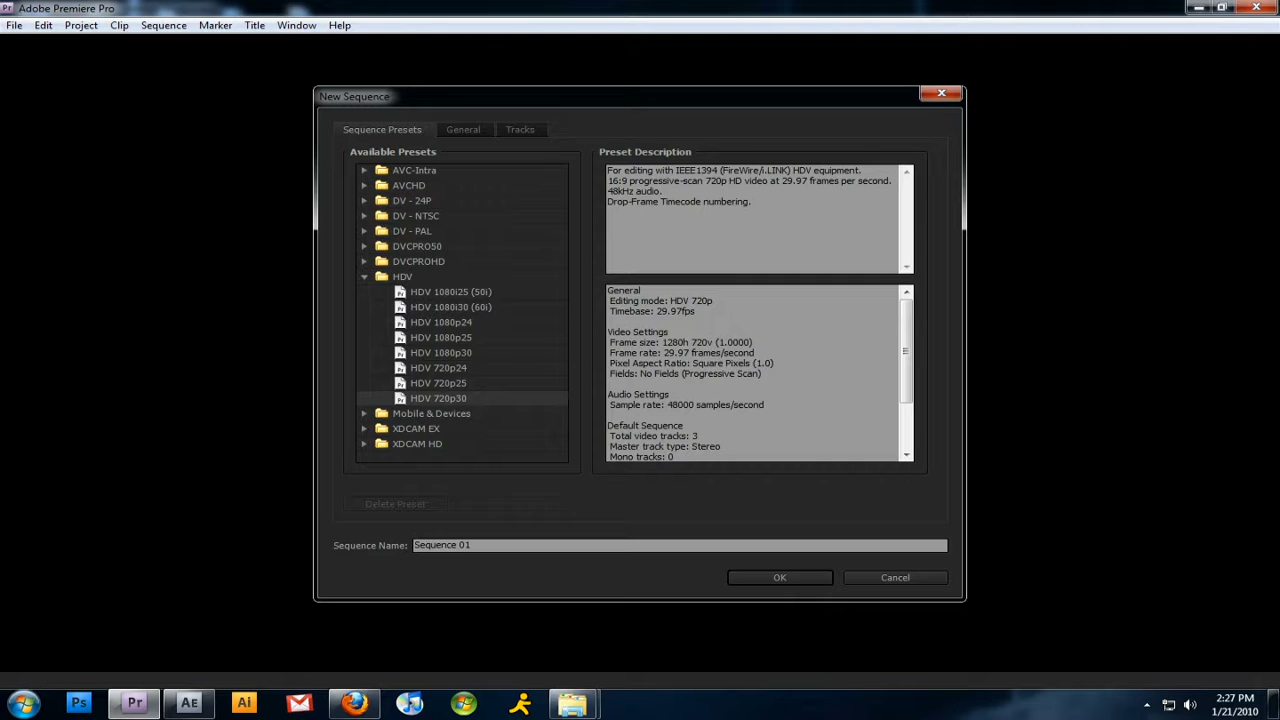 Pr Adobe Premiere Pro
File Edit Project Clip Sequence Marker Title Window Help
New Sequence
Sequence Presets General Tracks
Available Presets
AVC-Intra
AVCHD
DV - 24P
DV - NTSC
DV - PAL
DVCPRO50
DVCPROHD
HDV
HDV 1080i25 (50i)
HDV 1080i30 (60i)
HDV 1080p24
HDV 1080p25
HDV 1080p30
HDV 720p24
HDV 720p25
HDV 720p30
Mobile & Devices
XDCAM EX
XDCAM HD
Delete Preset
Preset Description
For editing with IEEE1394 (FireWire/i.LINK) HDV equipment.
16:9 progressive-scan 720p HD video at 29.97 frames per second.
48kHz audio.
Drop-Frame Timecode numbering.
General
Editing mode: HDV 720p
Timebase: 29.97fps
Video Settings
Frame size: 1280h 720v (1.0000)
Frame rate: 29.97 frames/second
Pixel Aspect Ratio: Square Pixels (1.0)
Fields: No Fields (Progressive Scan)
Audio Settings
Sample rate: 48000 samples/second
Default Sequence
Total video tracks: 3
Master track type: Stereo
Mono tracks: 0
Sequence Name: Sequence 01
OK Cancel
Ps Pr AE Ai
2:27 PM
1/21/2010